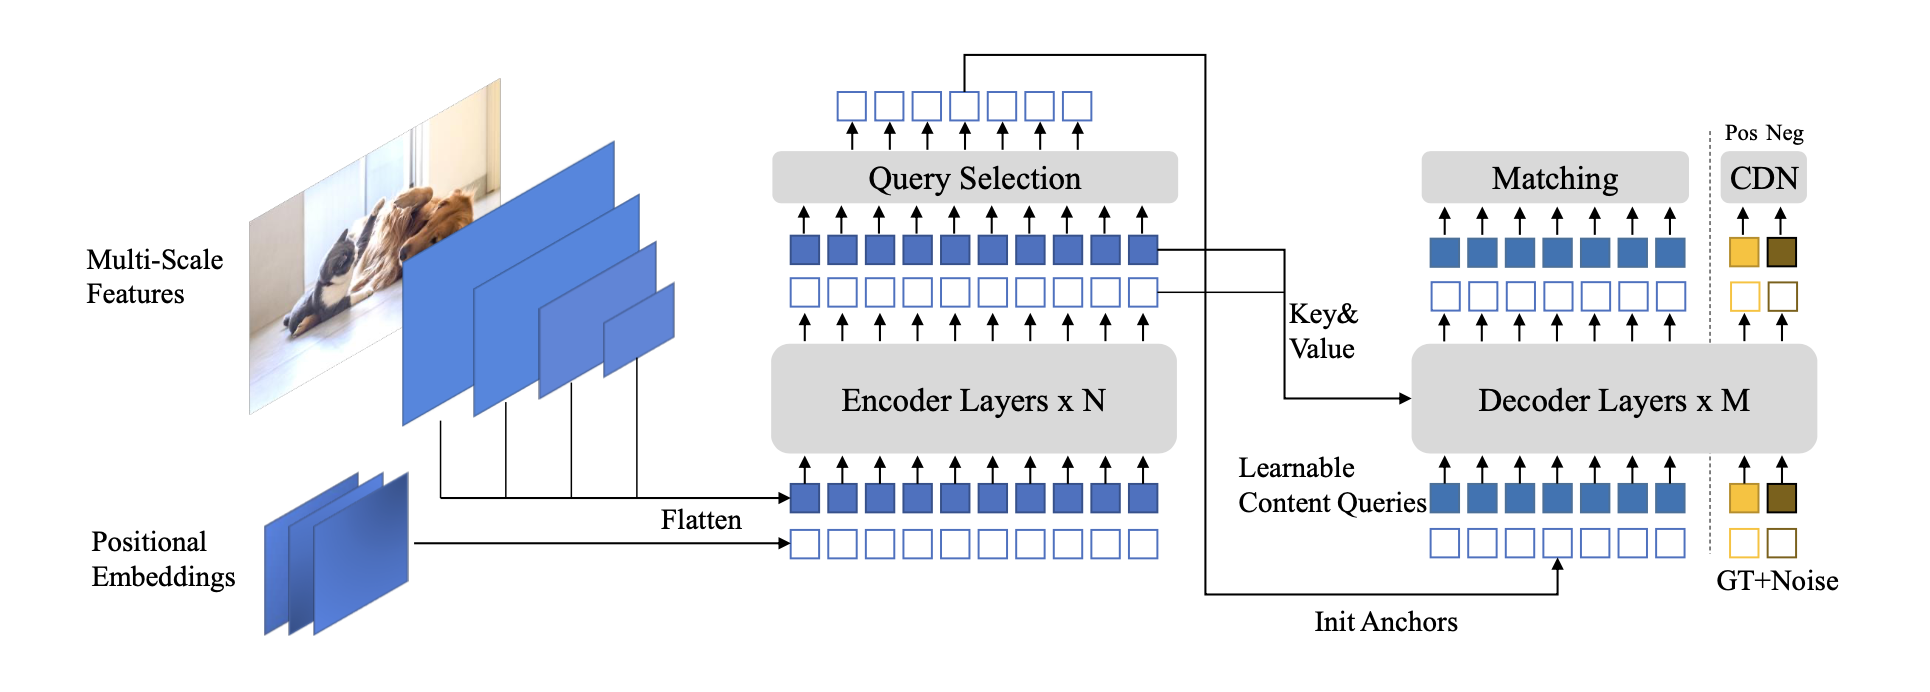 Multi-Scale
Features
Positional
Embeddings
Flatten
Query Selection
Encoder Layers x N
Key&
Value
Learnable
Content Queries
Init Anchors
Matching
Decoder Layers x M
Pos Neg
CDN
GT+Noise